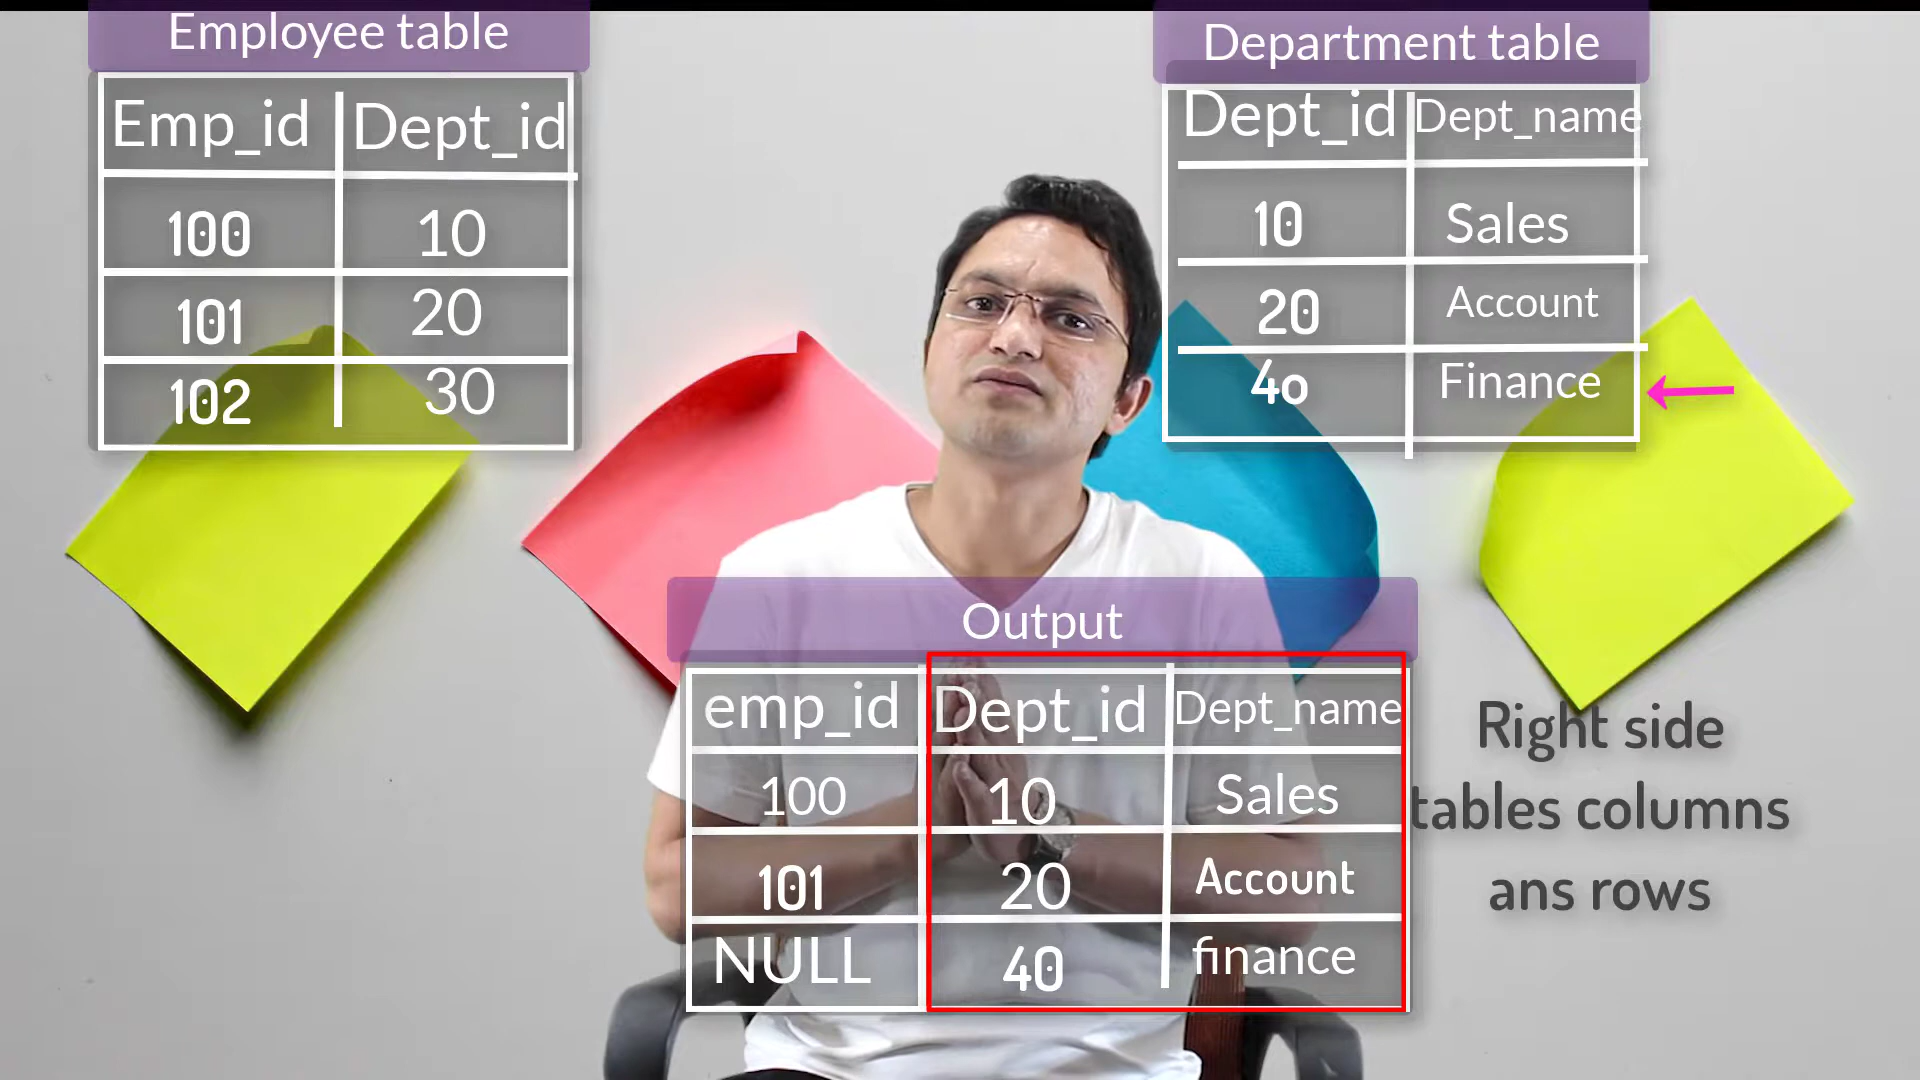 Employee table
Emp_id Dept_id
100 10
101 20
102 30
Department table
Dept_id Dept_name
10 Sales
20 Account
4o Finance
Output
emp_id Dept_id Dept_name
100 10 Sales
101 20 Account
NULL 40 finance
Right side
tables columns
ans rows